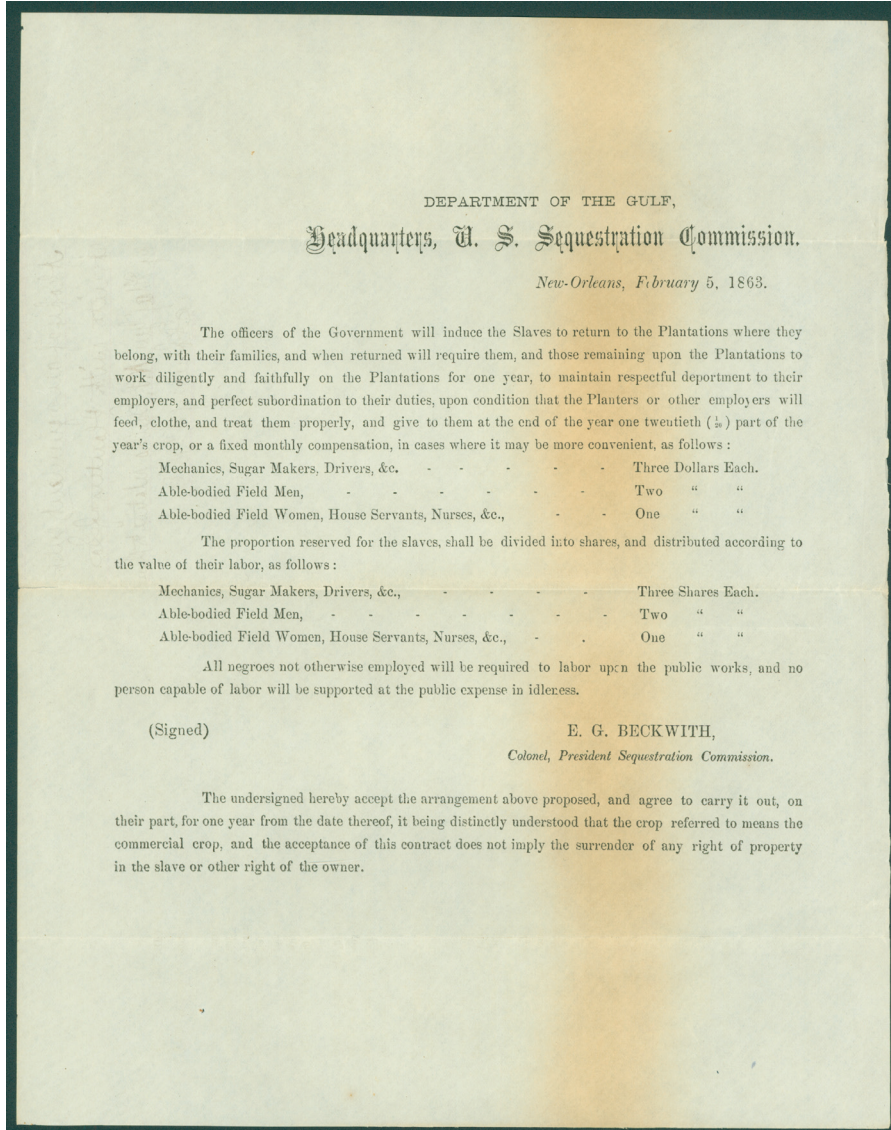 DEPARTMENT OF THE GULF,
Headquarters, U. S. Sequestration Commission.
New-Orleans, February 5, 1863.
The officers of the Government will induce the Slaves to return to the Plantations where they
belong, with their families, and when returned will require them, and those remaining upon the Plantations to
work diligently and faithfully on the Plantations for one year, to maintain respectful deportment to their
employers, and perfect subordination to their duties, upon condition that the Planters or other employers will
feed, clothe, and treat them properly, and give to them at the end of the year one twentieth (1/20) part of the
year's crop, or a fixed monthly compensation, in cases where it may be more convenient, as follows :
Mechanics, Sugar Makers, Drivers, &c. - - - - - Three Dollars Each.
Able-bodied Field Men, - - - - - - Two " "
Able-bodied Field Women, House Servants, Nurses, &c., - - One " "
The proportion reserved for the slaves, shall be divided into shares, and distributed according to
the value of their labor, as follows :
Mechanics, Sugar Makers, Drivers, &c., - - - - Three Shares Each.
Able-bodied Field Men, - - - - - - - Two " "
Able-bodied Field Women, House Servants, Nurses, &c., - . One " "
All negroes not otherwise employed will be required to labor upon the public works, and no
person capable of labor will be supported at the public expense in idleness.
(Signed) E. G. BECKWITH,
Colonel, President Sequestration Commission.
The undersigned hereby accept the arrangement above proposed, and agree to carry it out, on
their part, for one year from the date thereof, it being distinctly understood that the crop referred to means the
commercial crop, and the acceptance of this contract does not imply the surrender of any right of property
in the slave or other right of the owner.